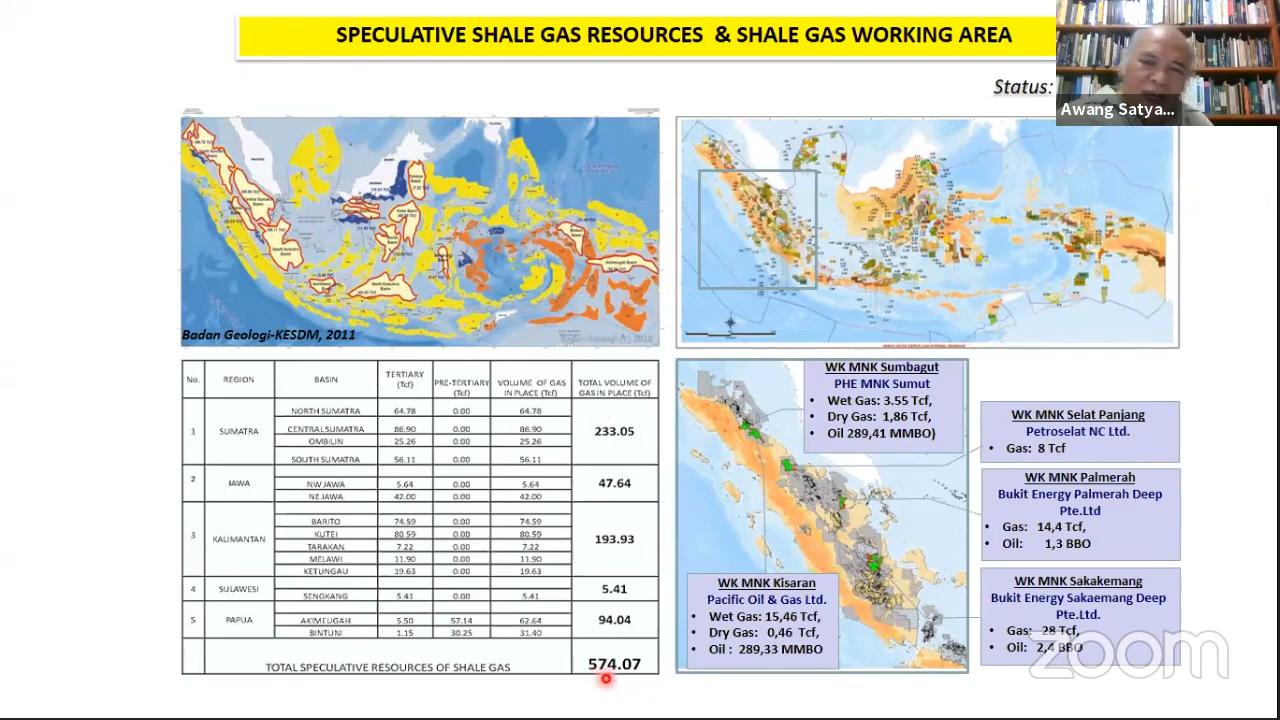 SPECULATIVE SHALE GAS RESOURCES & SHALE GAS WORKING AREA
Status:
Awang Satya...
Badan Geologi-KESDM, 2011
No. REGION BASIN TERTIARY (Tcf) PRE-TERTIARY (Tcf) VOLUME OF GAS IN PLACE (Tcf) TOTAL VOLUME OF GAS IN PLACE (Tcf)
1 SUMATRA 233.05
NORTH SUMATRA 64.78 0.00 64.78
CENTRAL SUMATRA 86.90 0.00 86.90
OMBILIN 25.26 0.00 25.26
SOUTH SUMATRA 56.11 0.00 56.11
2 JAWA 47.64
NW JAWA 5.64 0.00 5.64
NE JAWA 42.00 0.00 42.00
3 KALIMANTAN 193.93
BARITO 74.59 0.00 74.59
KUTEI 80.59 0.00 80.59
TARAKAN 7.22 0.00 7.22
MELAWI 11.90 0.00 11.90
KETUNGAU 19.63 0.00 19.63
4 SULAWESI 5.41
SENGKANG 5.41 0.00 5.41
5 PAPUA 94.04
AKIMEUGAH 5.50 57.14 62.64
BINTUNI 1.15 30.25 31.40
TOTAL SPECULATIVE RESOURCES OF SHALE GAS 574.07
WK MNK Sumbagut
PHE MNK Sumut
• Wet Gas: 3.55 Tcf,
• Dry Gas: 1,86 Tcf,
• Oil 289,41 MMBO)
WK MNK Selat Panjang
Petroselat NC Ltd.
• Gas: 8 Tcf
WK MNK Palmerah
Bukit Energy Palmerah Deep
Pte.Ltd
• Gas: 14,4 Tcf,
• Oil: 1,3 BBO
WK MNK Kisaran
Pacific Oil & Gas Ltd.
• Wet Gas: 15,46 Tcf,
• Dry Gas: 0,46 Tcf,
• Oil : 289,33 MMBO
WK MNK Sakakemang
Bukit Energy Sakaemang Deep
Pte.Ltd.
• Gas: 28 Tcf,
• Oil: 2,4 BBO
zoom